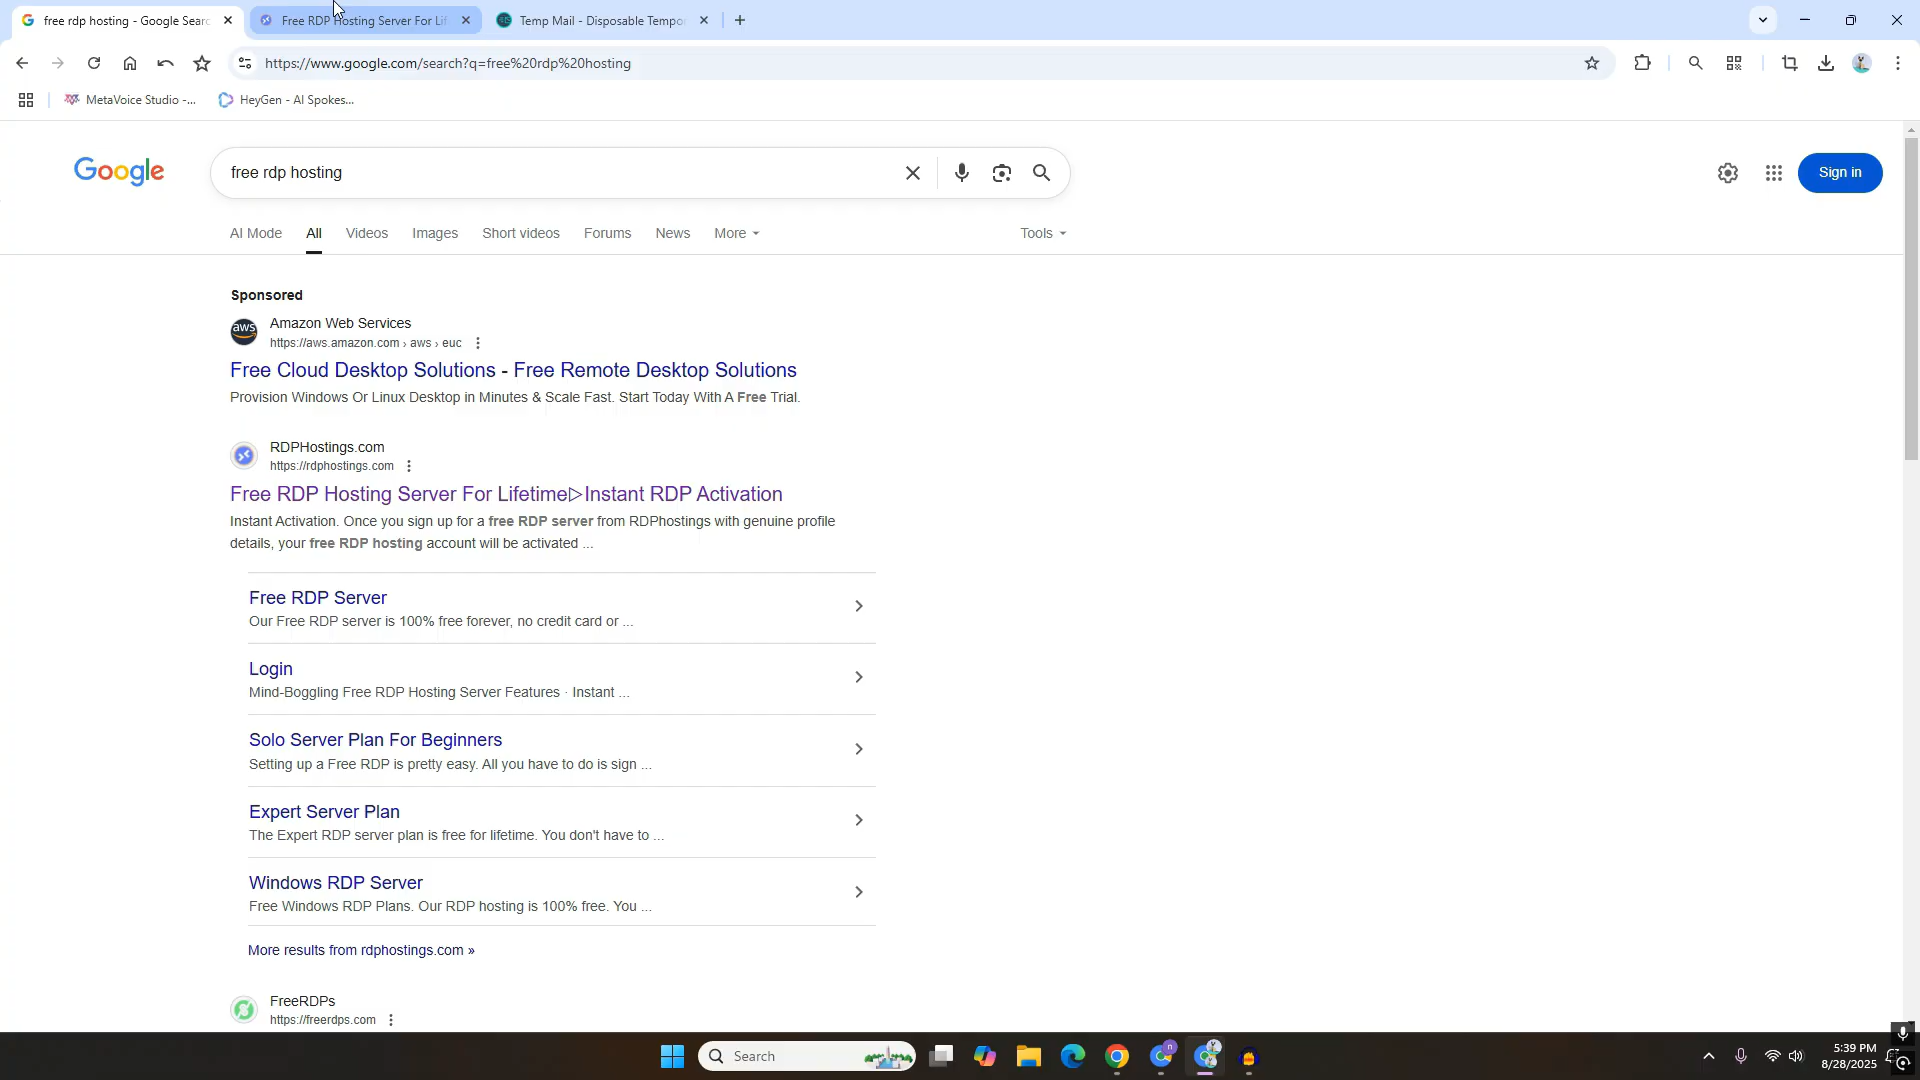 free rdp hosting - Google Searc
Free RDP Hosting Server For Lif
Temp Mail - Disposable Tempo
https://www.google.com/search?q=free%20rdp%20hosting
MetaVoice Studio -...
HeyGen - AI Spokes...
Google
free rdp hosting
Sign in
AI Mode
All
Videos
Images
Short videos
Forums
News
More
Tools
Sponsored
aws
Amazon Web Services
https://aws.amazon.com › aws › euc
Free Cloud Desktop Solutions - Free Remote Desktop Solutions
Provision Windows Or Linux Desktop in Minutes & Scale Fast. Start Today With A Free Trial.
RDPHostings.com
https://rdphostings.com
Free RDP Hosting Server For Lifetime▷Instant RDP Activation
Instant Activation. Once you sign up for a free RDP server from RDPhostings with genuine profile
details, your free RDP hosting account will be activated ...
Free RDP Server
Our Free RDP server is 100% free forever, no credit card or ...
Login
Mind-Boggling Free RDP Hosting Server Features · Instant ...
Solo Server Plan For Beginners
Setting up a Free RDP is pretty easy. All you have to do is sign ...
Expert Server Plan
The Expert RDP server plan is free for lifetime. You don't have to ...
Windows RDP Server
Free Windows RDP Plans. Our RDP hosting is 100% free. You ...
More results from rdphostings.com »
FreeRDPs
https://freerdps.com
Search
n
5:39 PM
8/28/2025